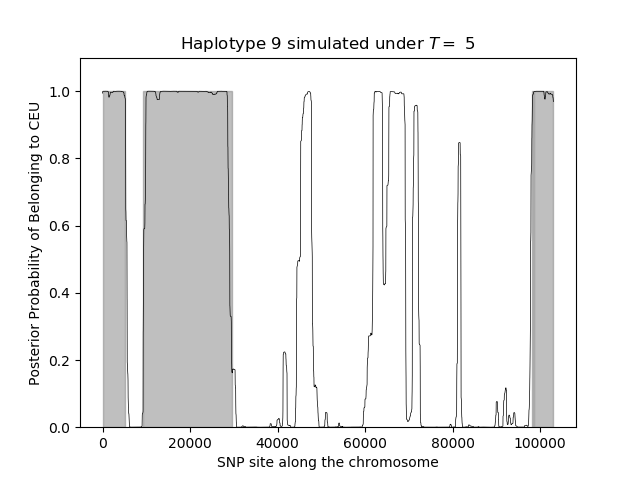 Haplotype 9 simulated under T = 5
Posterior Probability of Belonging to CEU
1.0
0.8
0.6
0.4
0.2
0.0
0 20000 40000 60000 80000 100000
SNP site along the chromosome